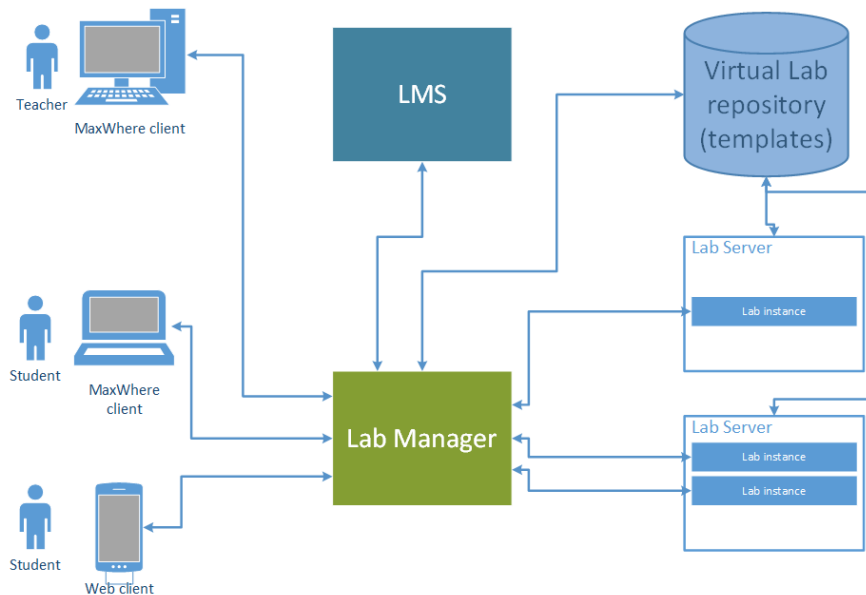 Teacher
MaxWhere client
LMS
Virtual Lab
repository
(templates)
Lab Server
Lab instance
Student
MaxWhere
client
Lab Manager
Lab Server
Lab instance
Lab instance
Student
Web client